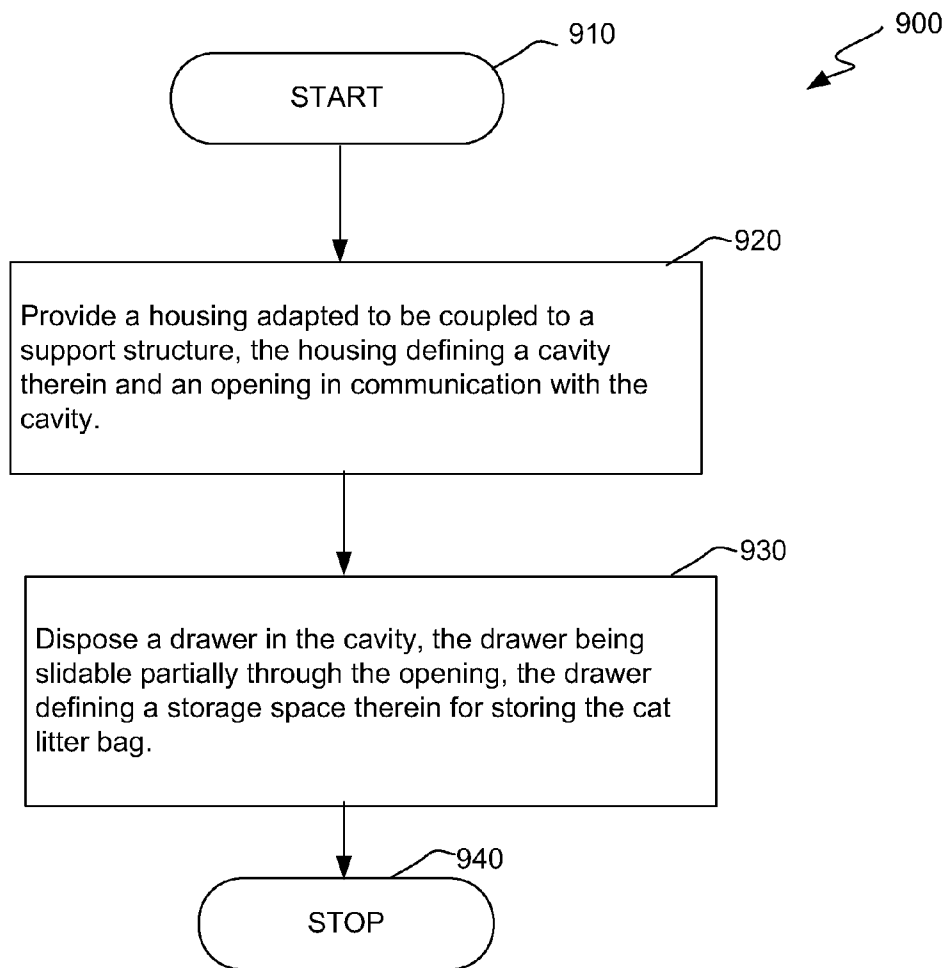 900
910
START
920
Provide a housing adapted to be coupled to a
support structure, the housing defining a cavity
therein and an opening in communication with the
cavity.
930
Dispose a drawer in the cavity, the drawer being
slidable partially through the opening, the drawer
defining a storage space therein for storing the cat
litter bag.
940
STOP